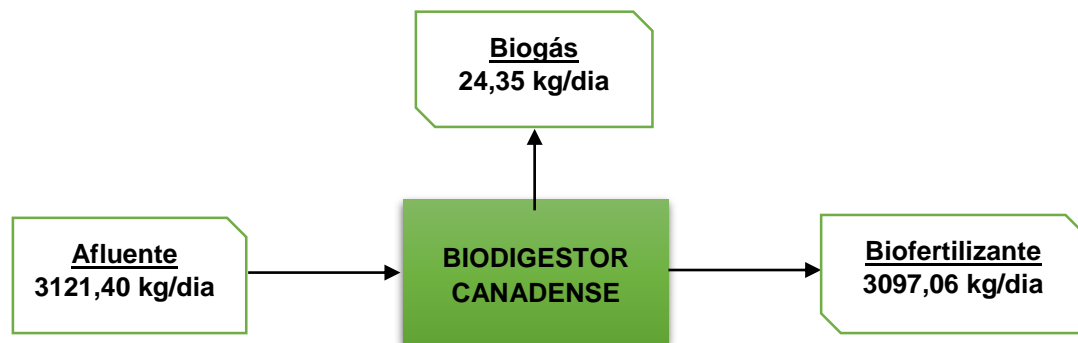 Biogás
24,35 kg/dia
Afluente
3121,40 kg/dia
BIODIGESTOR
CANADENSE
Biofertilizante
3097,06 kg/dia